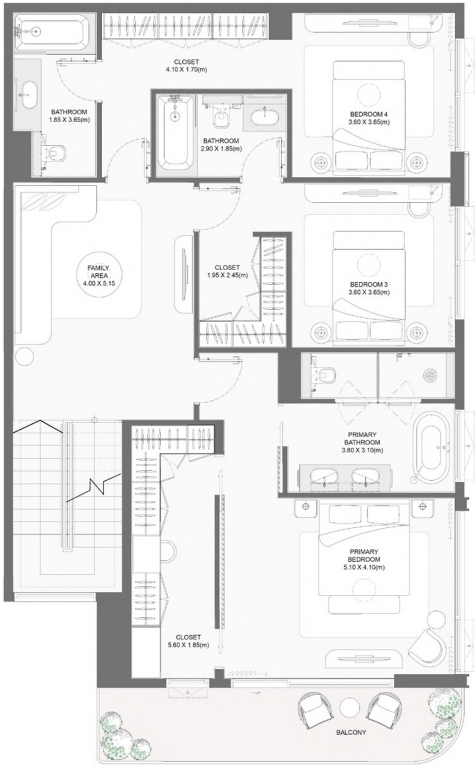 CLOSET
4.10 X 1.70(m)
BATHROOM
1.85 X 3.65(m)
BEDROOM 4
3.60 X 3.65(m)
BATHROOM
2.90 X 1.85(m)
FAMILY
AREA
4.00 X 5.15
CLOSET
1.95 X 2.45(m)
BEDROOM 3
3.60 X 3.65(m)
PRIMARY
BATHROOM
3.80 X 3.10(m)
PRIMARY
BEDROOM
5.10 X 4.10(m)
CLOSET
5.60 X 1.85(m)
BALCONY